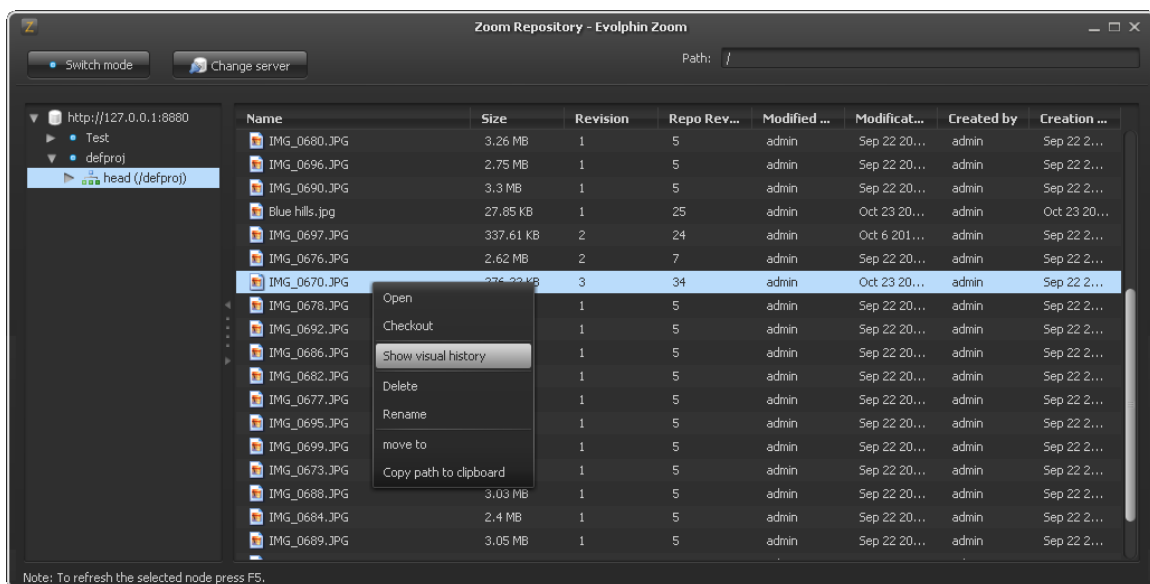 Zoom Repository - Evolphin Zoom
Switch mode Change server Path: /
http://127.0.0.1:8880
Test
defproj
head (/defproj)
Name Size Revision Repo Rev... Modified ... Modificat... Created by Creation ...
IMG_0680.JPG 3.26 MB 1 5 admin Sep 22 20... admin Sep 22 2...
IMG_0696.JPG 2.75 MB 1 5 admin Sep 22 20... admin Sep 22 2...
IMG_0690.JPG 3.3 MB 1 5 admin Sep 22 20... admin Sep 22 2...
Blue hills.jpg 27.85 KB 1 25 admin Oct 23 20... admin Oct 23 20...
IMG_0697.JPG 337.61 KB 2 24 admin Oct 6 201... admin Sep 22 2...
IMG_0676.JPG 2.62 MB 2 7 admin Sep 22 20... admin Sep 22 2...
IMG_0670.JPG 3 34 admin Oct 23 20... admin Sep 22 2...
IMG_0678.JPG 1 5 admin Sep 22 20... admin Sep 22 2...
IMG_0692.JPG 1 5 admin Sep 22 20... admin Sep 22 2...
IMG_0686.JPG 1 5 admin Sep 22 20... admin Sep 22 2...
IMG_0682.JPG 1 5 admin Sep 22 20... admin Sep 22 2...
IMG_0677.JPG 1 5 admin Sep 22 20... admin Sep 22 2...
IMG_0695.JPG 1 5 admin Sep 22 20... admin Sep 22 2...
IMG_0699.JPG 1 5 admin Sep 22 20... admin Sep 22 2...
IMG_0673.JPG 1 5 admin Sep 22 20... admin Sep 22 2...
IMG_0688.JPG 3.03 MB 1 5 admin Sep 22 20... admin Sep 22 2...
IMG_0684.JPG 2.4 MB 1 5 admin Sep 22 20... admin Sep 22 2...
IMG_0689.JPG 3.05 MB 1 5 admin Sep 22 20... admin Sep 22 2...
Open
Checkout
Show visual history
Delete
Rename
move to
Copy path to clipboard
Note: To refresh the selected node press F5.